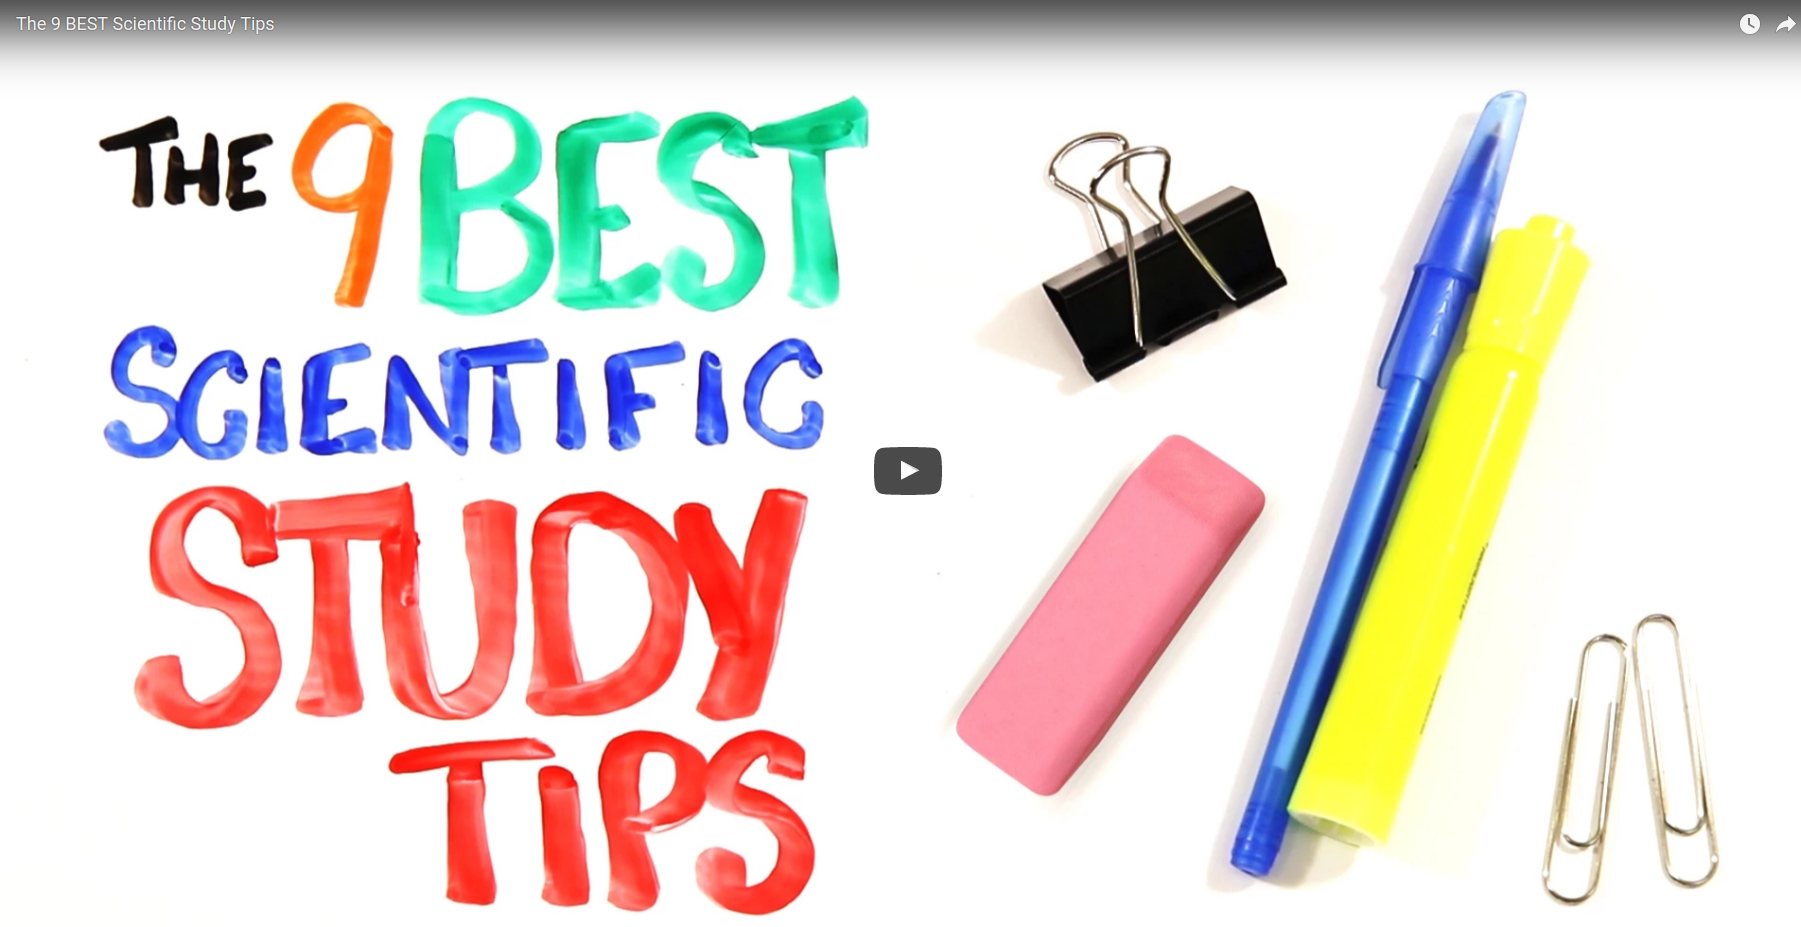 The 9 BEST Scientific Study Tips
THE 9 BEST
SCIENTIFIC
STUDY
TIPS